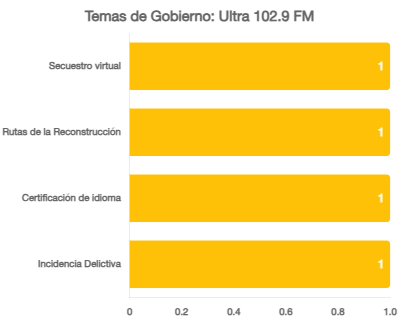 Temas de Gobierno: Ultra 102.9 FM
Secuestro virtual
1
Rutas de la Reconstrucción
1
Certificación de idioma
1
Incidencia Delictiva
1
0 0.2 0.4 0.6 0.8 1.0